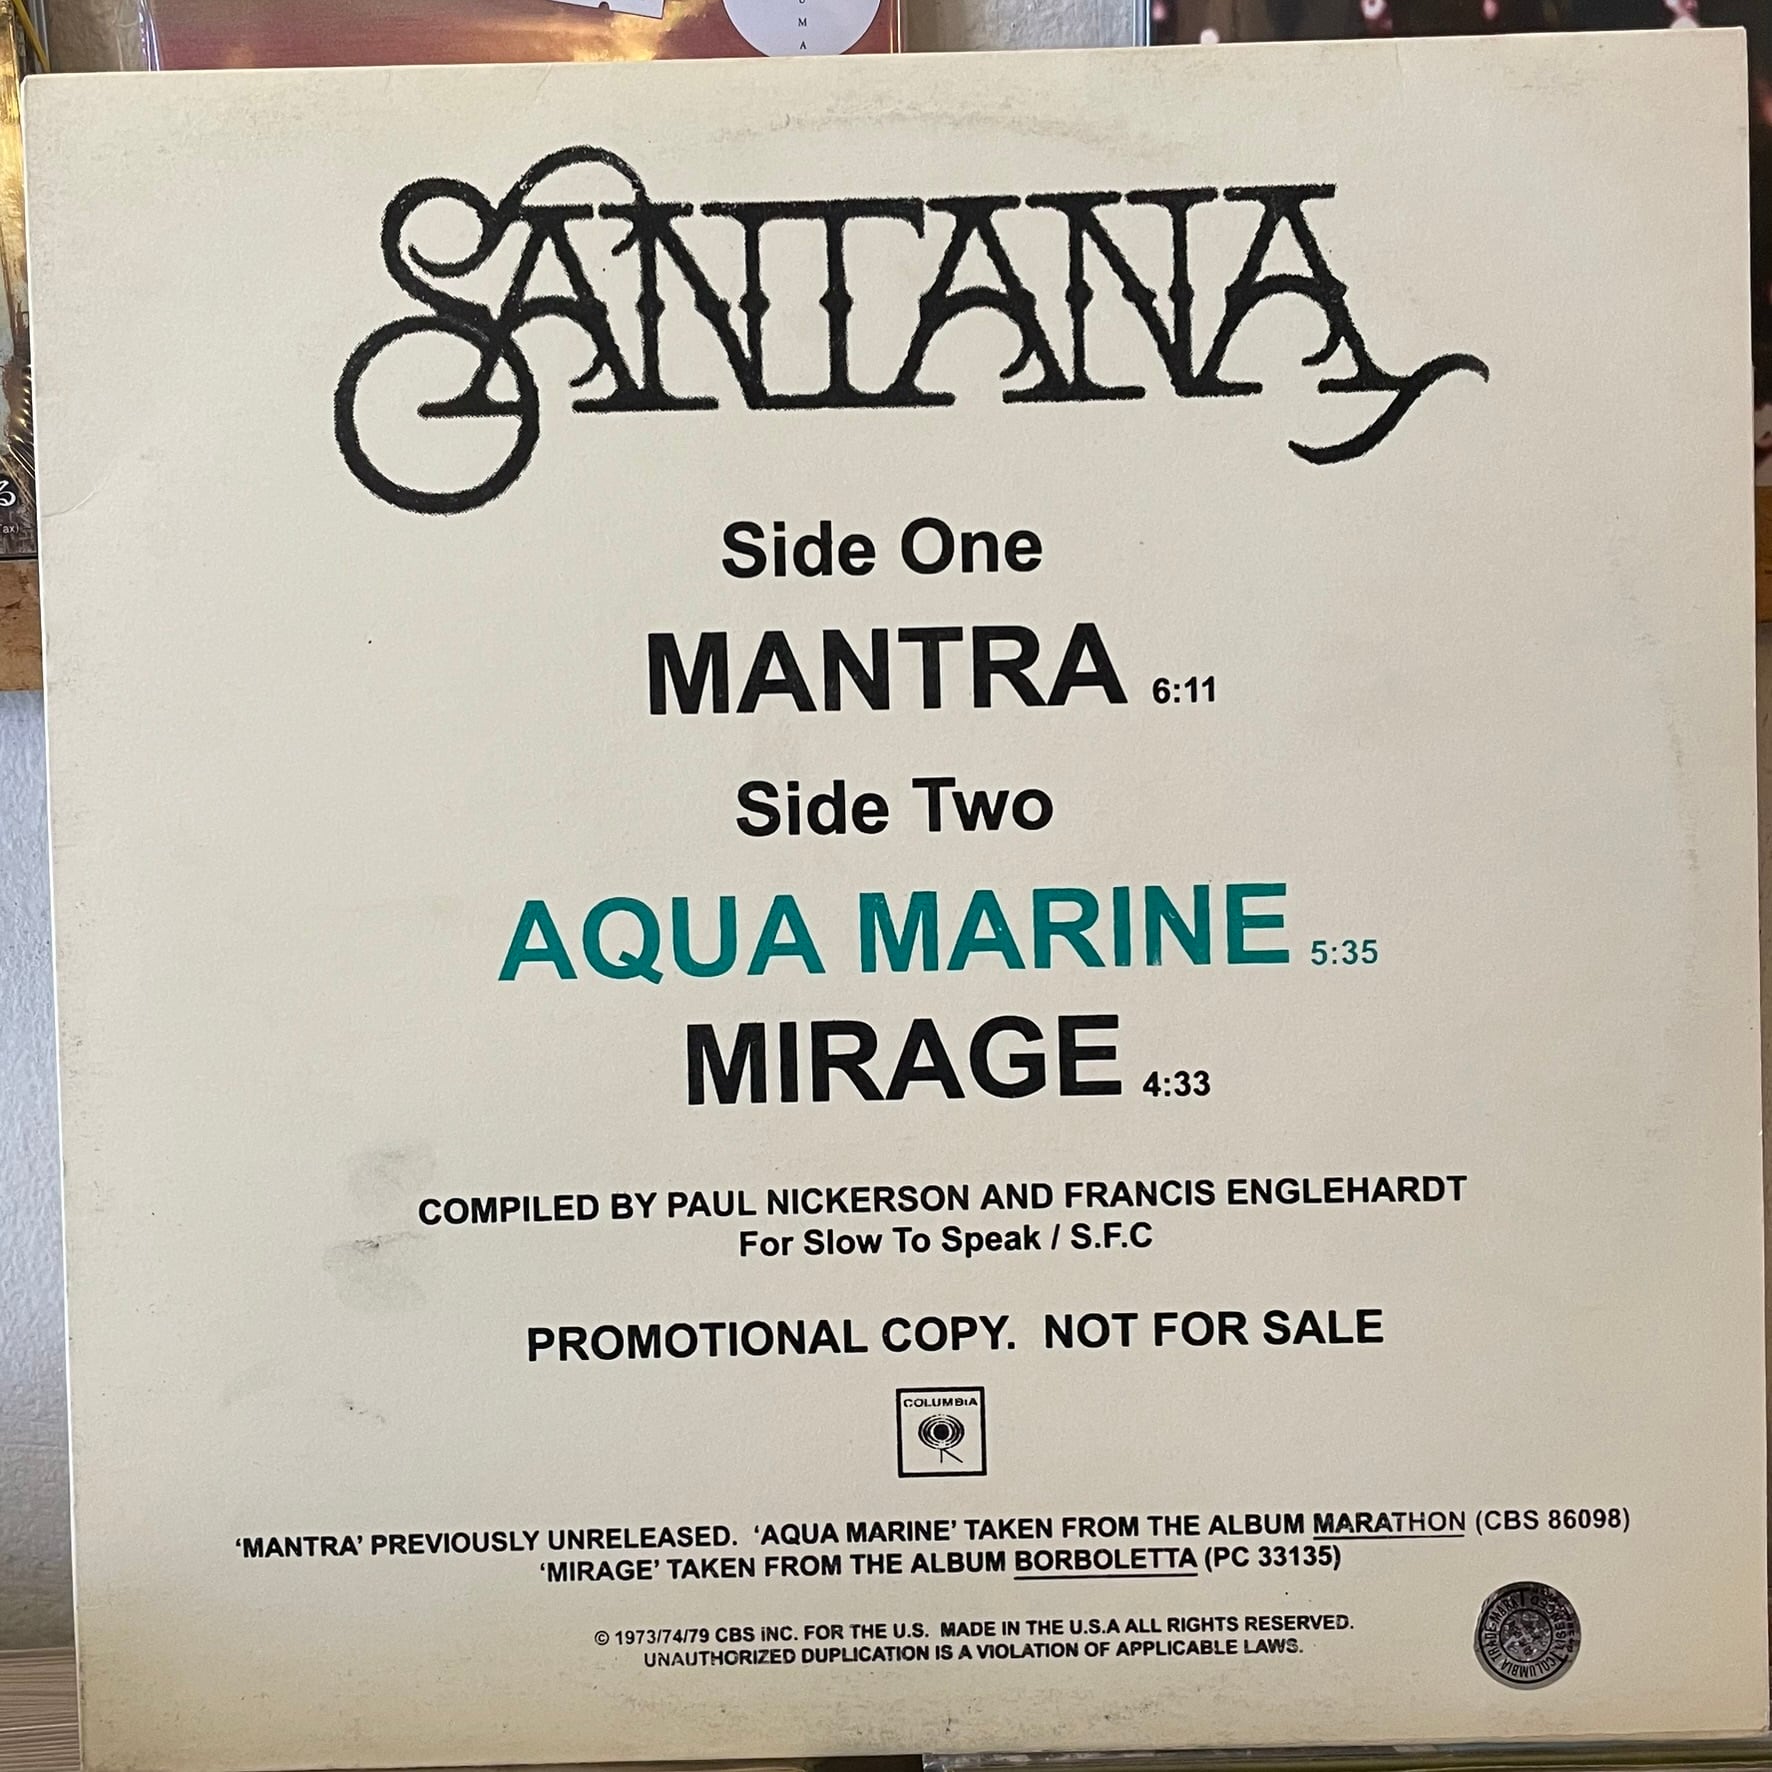 U
M
A
SANTANA
Side One
MANTRA 6:11
Side Two
AQUA MARINE 5:35
MIRAGE 4:33
COMPILED BY PAUL NICKERSON AND FRANCIS ENGLEHARDT
For Slow To Speak / S.F.C
PROMOTIONAL COPY. NOT FOR SALE
COLUMBIA
‘MANTRA’ PREVIOUSLY UNRELEASED. ‘AQUA MARINE’ TAKEN FROM THE ALBUM MARATHON (CBS 86098)
‘MIRAGE’ TAKEN FROM THE ALBUM BORBOLETTA (PC 33135)
© 1973/74/79 CBS INC. FOR THE U.S. MADE IN THE U.S.A ALL RIGHTS RESERVED.
UNAUTHORIZED DUPLICATION IS A VIOLATION OF APPLICABLE LAWS.
COLUMBIA TRADE-MARK